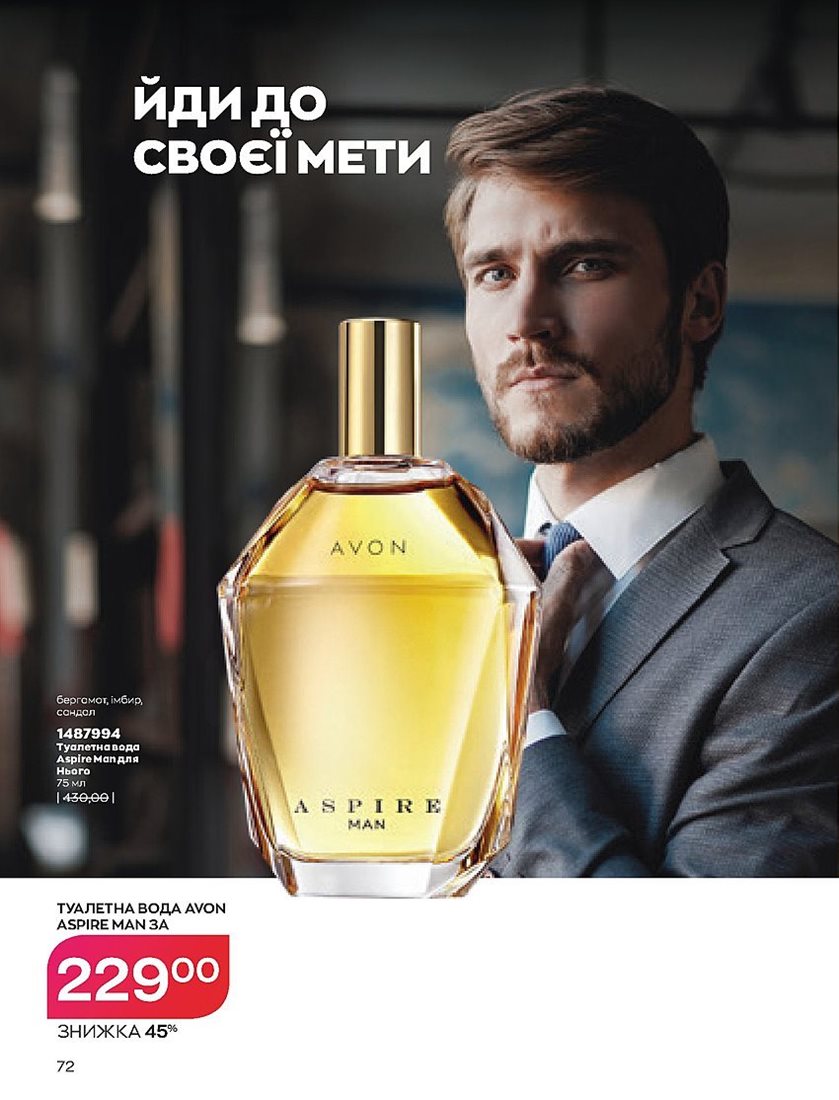 ЙДИ ДО
СВОЄЇ МЕТИ
AVON
ASPIRE
MAN
бергамот, імбир,
сандал
1487994
Туалетна вода
Aspire Man для
Нього
75 мл
| 430,00 |
ТУАЛЕТНА ВОДА AVON
ASPIRE MAN ЗА
22900
ЗНИЖКА 45%
72